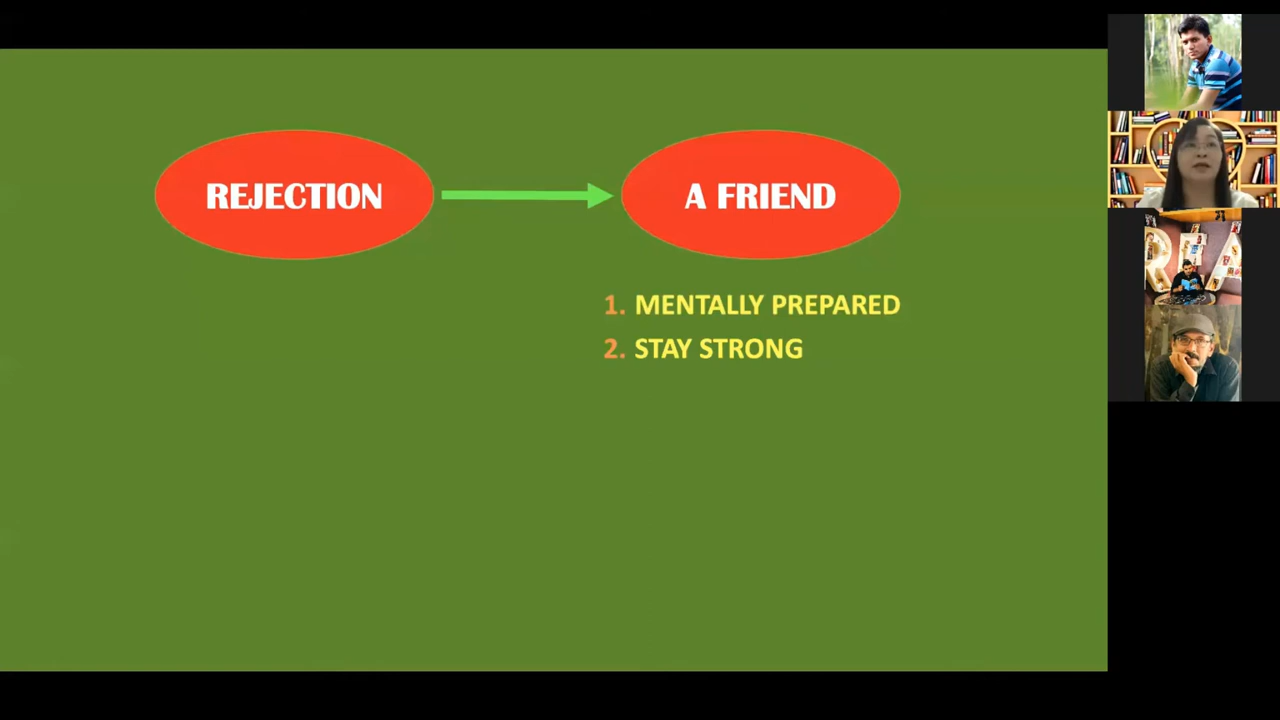 REJECTION
A FRIEND
1. MENTALLY PREPARED
2. STAY STRONG